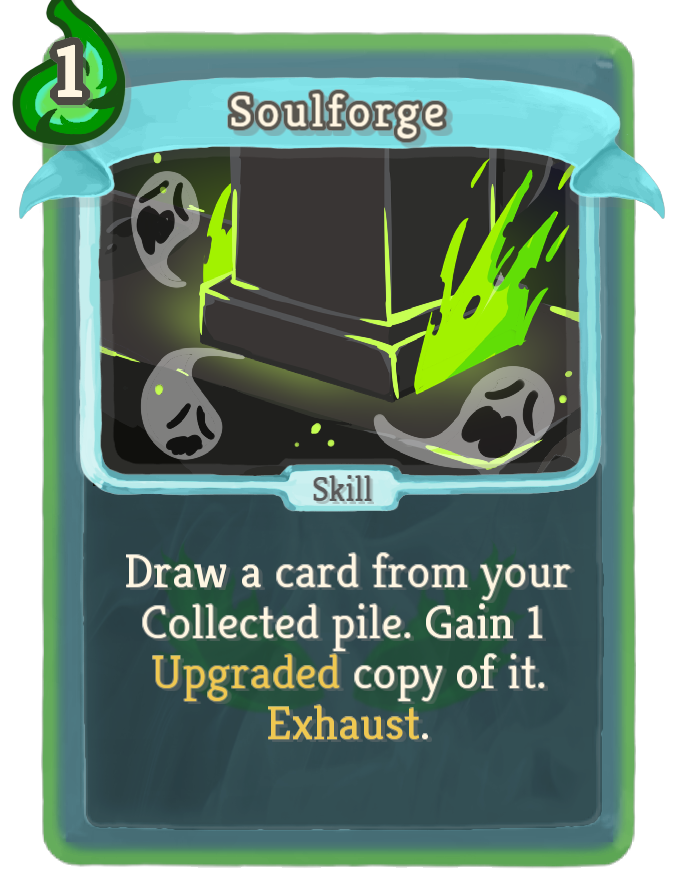 1
Soulforge
Skill
Draw a card from your
Collected pile. Gain 1
Upgraded copy of it.
Exhaust.